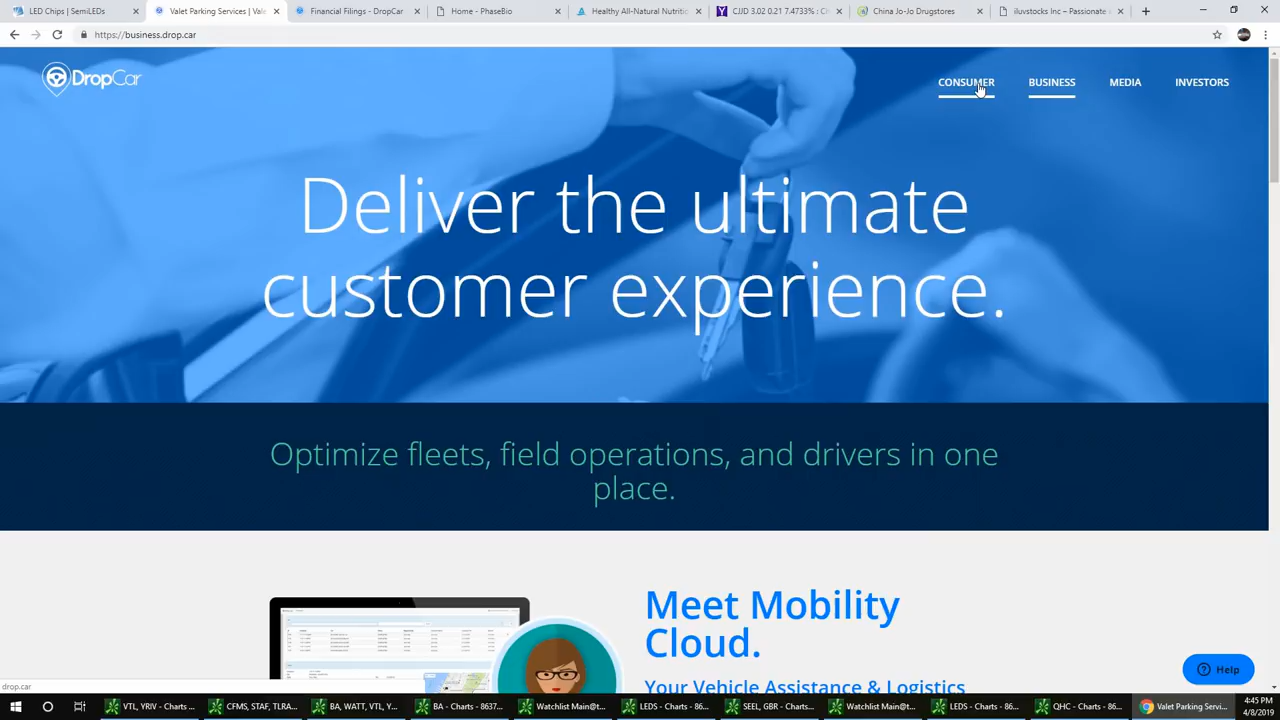 LED Chips | SemiLEDs
Valet Parking Services | Vale
Financial Filings - DropCar
Home - PhaseBio
Healthy All-Natural Nutritio
CJJD 3.02 0.21 7.4733% : Ch
China Jo-Jo Drugstores
iluvstocks Inc – Passionate
https://business.drop.car
DropCar
CONSUMER
BUSINESS
MEDIA
INVESTORS
Deliver the ultimate
customer experience.
Optimize fleets, field operations, and drivers in one
place.
Meet Mobility
Cloud.
Your Vehicle Assistance & Logistics
Help
drop.car
VTL, YRIV - Charts ...
CFMS, STAF, TLRA...
BA, WATT, VTL, Y...
BA - Charts - 8637...
Watchlist Main@t...
LEDS - Charts - 86...
SEEL, GBR - Charts...
Watchlist Main@t...
LEDS - Charts - 86...
QHC - Charts - 86...
Valet Parking Servi...
4:45 PM
4/8/2019